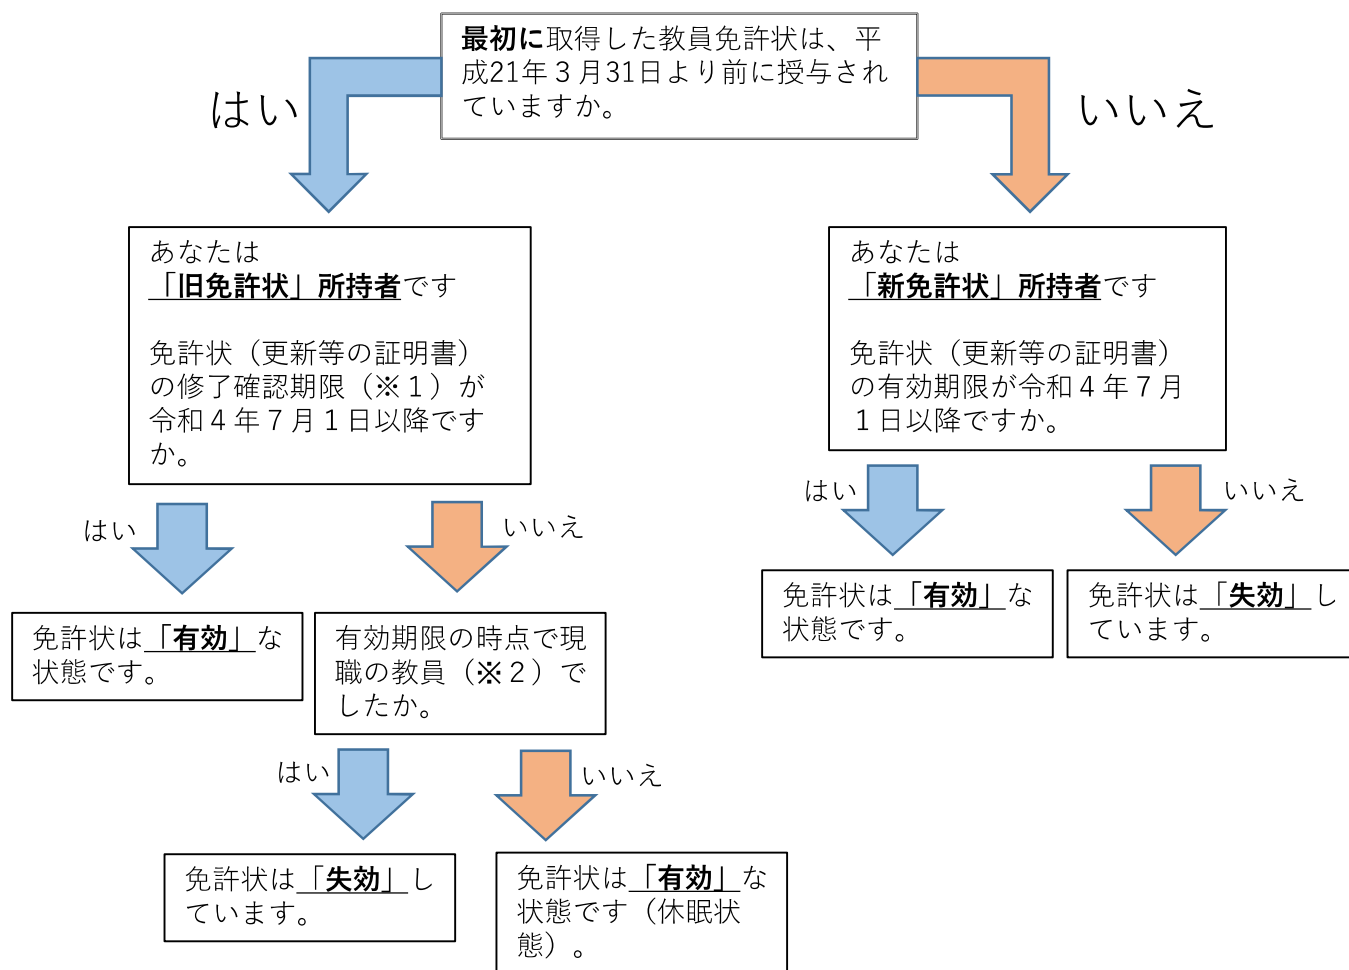 最初に取得した教員免許状は、平
成21年３月31日より前に授与され
ていますか。
はい
いいえ
あなたは
「旧免許状」所持者です
免許状（更新等の証明書）
の修了確認期限（※１）が
令和４年７月１日以降です
か。
あなたは
「新免許状」所持者です
免許状（更新等の証明書）
の有効期限が令和４年７月
１日以降ですか。
はい
いいえ
はい
いいえ
免許状は「有効」な
状態です。
有効期限の時点で現
職の教員（※２）で
したか。
免許状は「有効」な
状態です。
免許状は「失効」し
ています。
はい
いいえ
免許状は「失効」し
ています。
免許状は「有効」な
状態です（休眠状
態）。